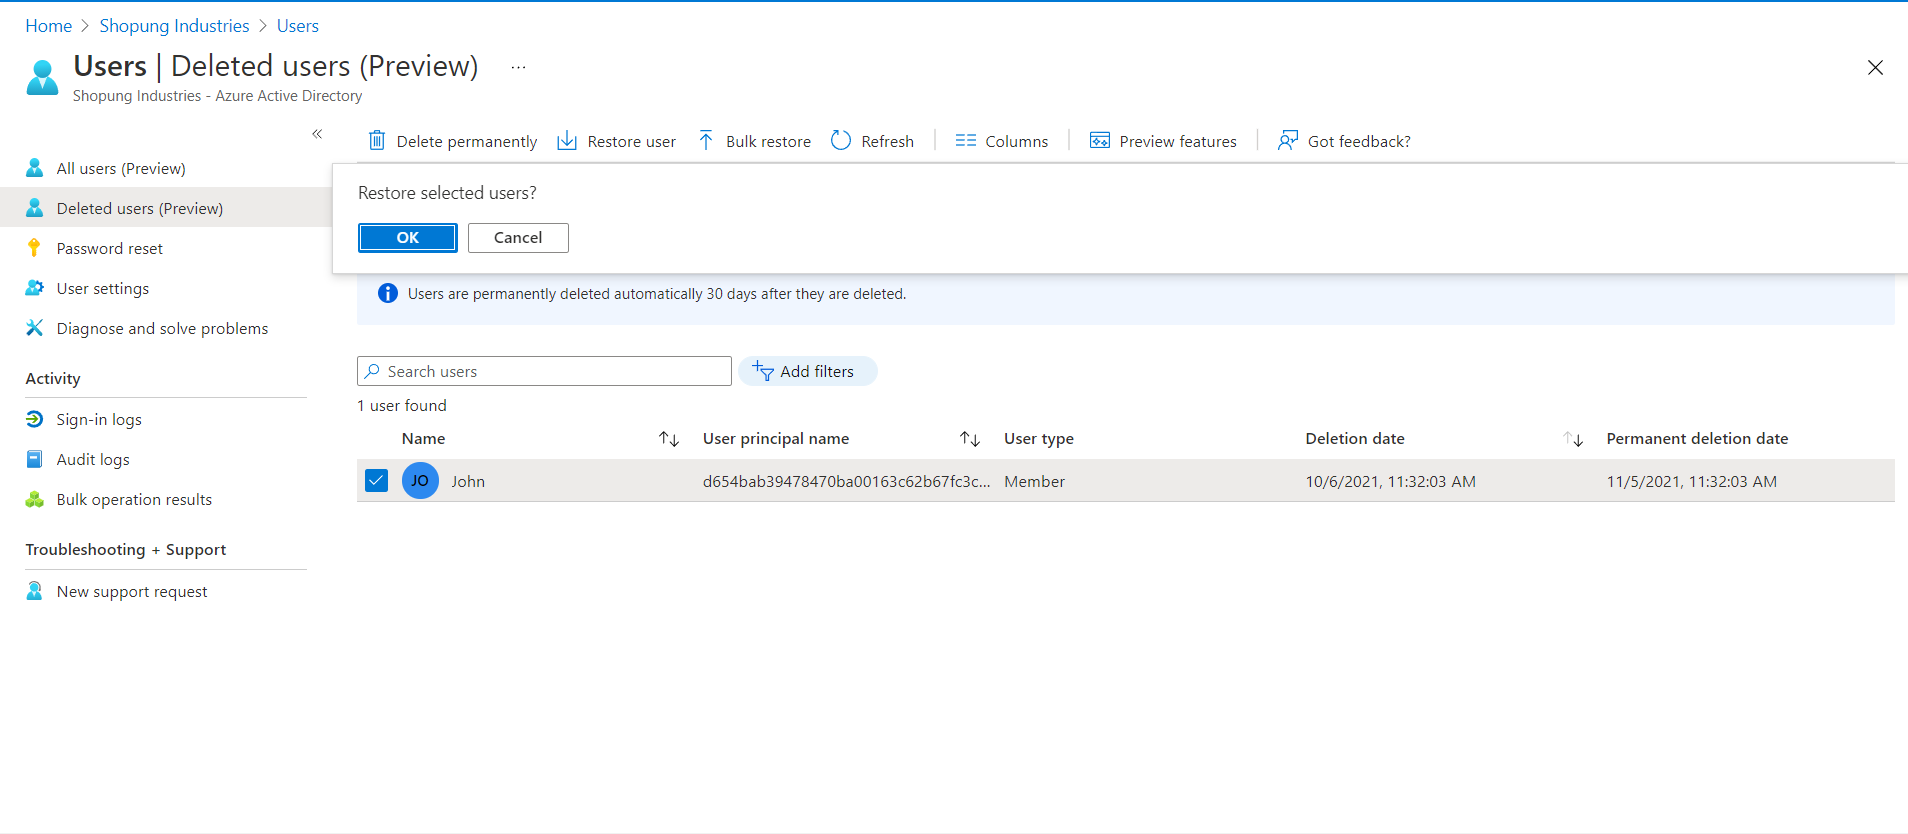 Home > Shopung Industries > Users
Users | Deleted users (Preview) ...
Shopung Industries - Azure Active Directory
«
All users (Preview)
Deleted users (Preview)
Password reset
User settings
Diagnose and solve problems
Activity
Sign-in logs
Audit logs
Bulk operation results
Troubleshooting + Support
New support request
Delete permanently Restore user Bulk restore Refresh Columns Preview features Got feedback?
Restore selected users?
OK Cancel
Users are permanently deleted automatically 30 days after they are deleted.
Search users Add filters
1 user found
Name User principal name User type Deletion date Permanent deletion date
JO John d654bab39478470ba00163c62b67fc3c... Member 10/6/2021, 11:32:03 AM 11/5/2021, 11:32:03 AM